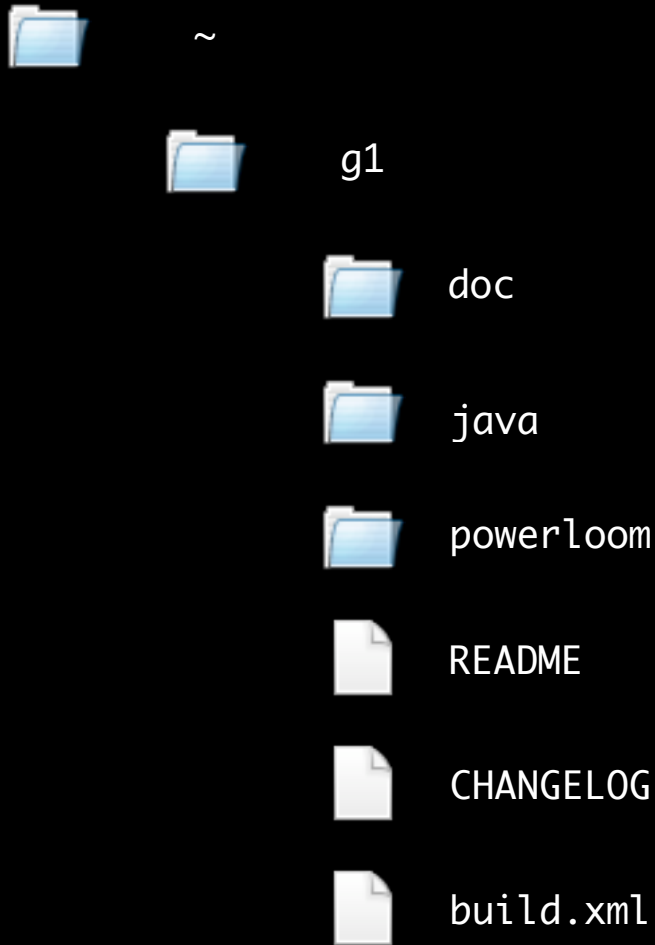 ~
g1
doc
java
powerloom
README
CHANGELOG
build.xml